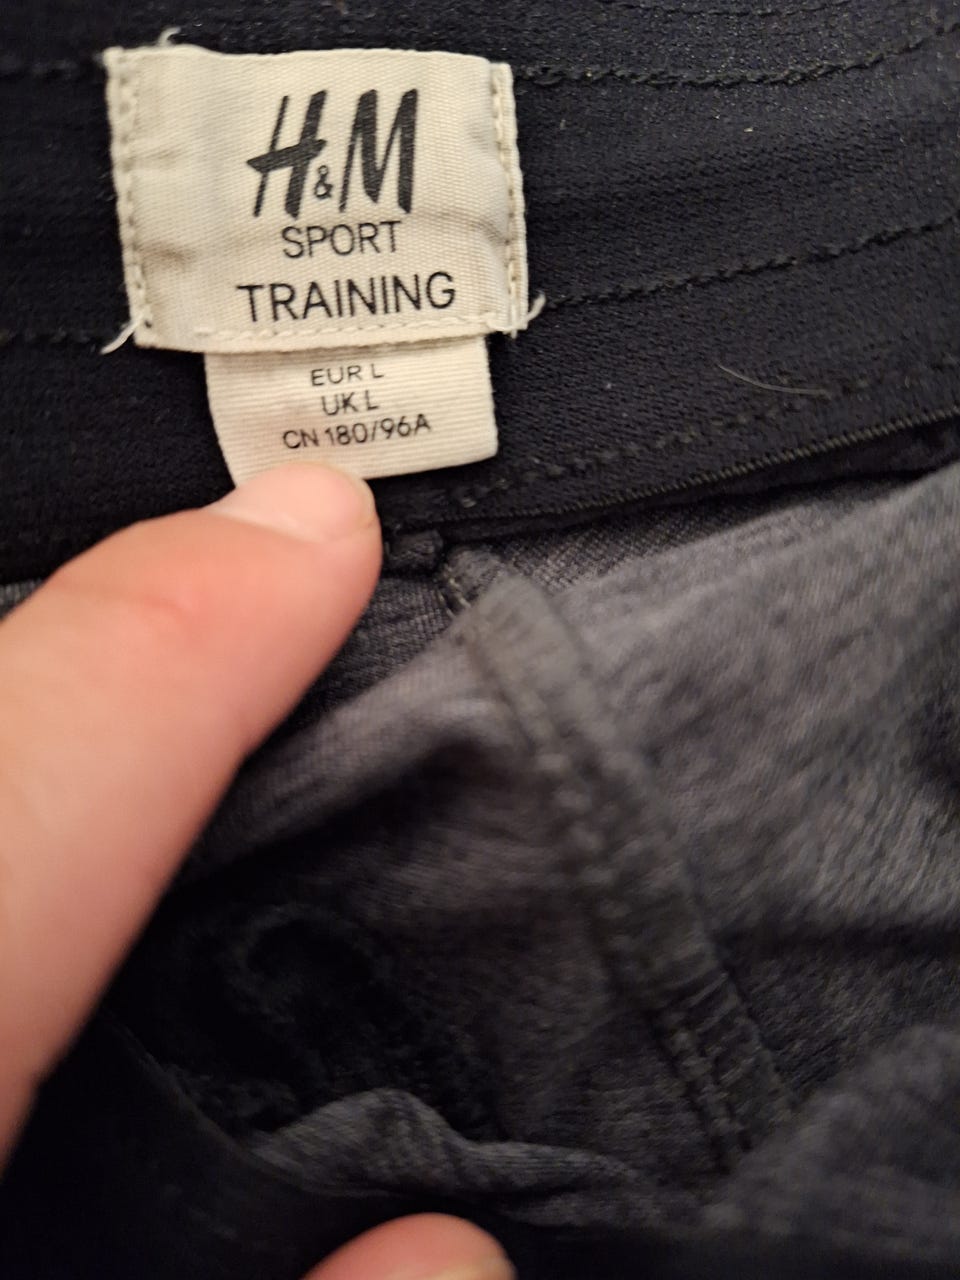 H&M
SPORT
TRAINING
EUR L
UK L
CN 180/96A